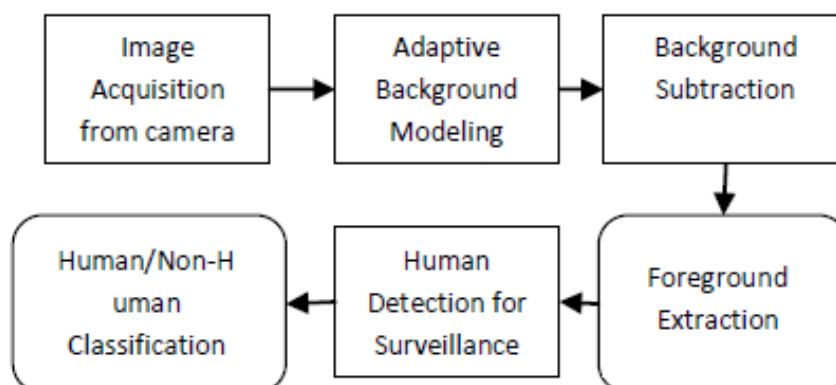 Image
Acquisition
from camera
Adaptive
Background
Modeling
Background
Subtraction
Foreground
Extraction
Human
Detection for
Surveillance
Human/Non-H
uman
Classification